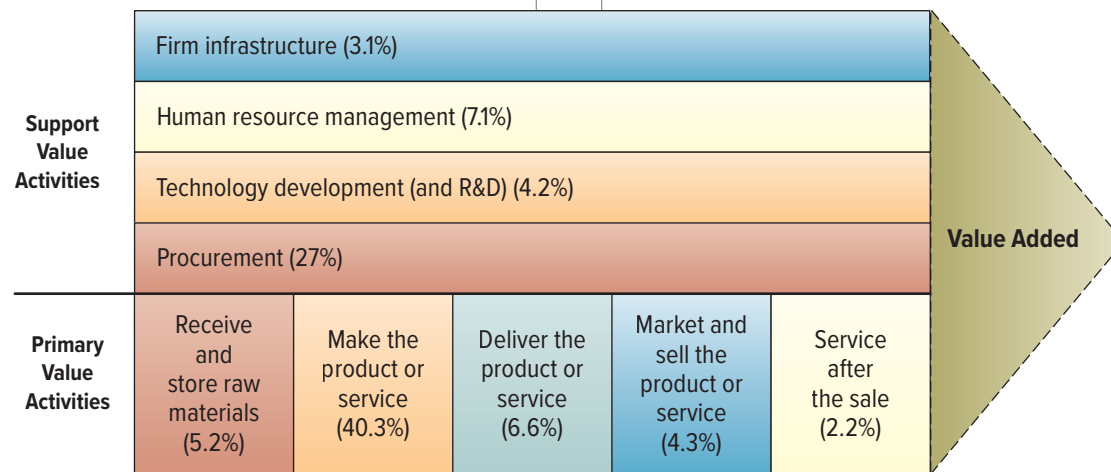 Firm infrastructure (3.1%)
Human resource management (7.1%)
Support
Value
Activities
Technology development (and R&D) (4.2%)
Procurement (27%)
Value Added
Primary
Value
Activities
Receive
and
store raw
materials
(5.2%)
Make the
product or
service
(40.3%)
Deliver the
product or
service
(6.6%)
Market and
sell the
product or
service
(4.3%)
Service
after
the sale
(2.2%)